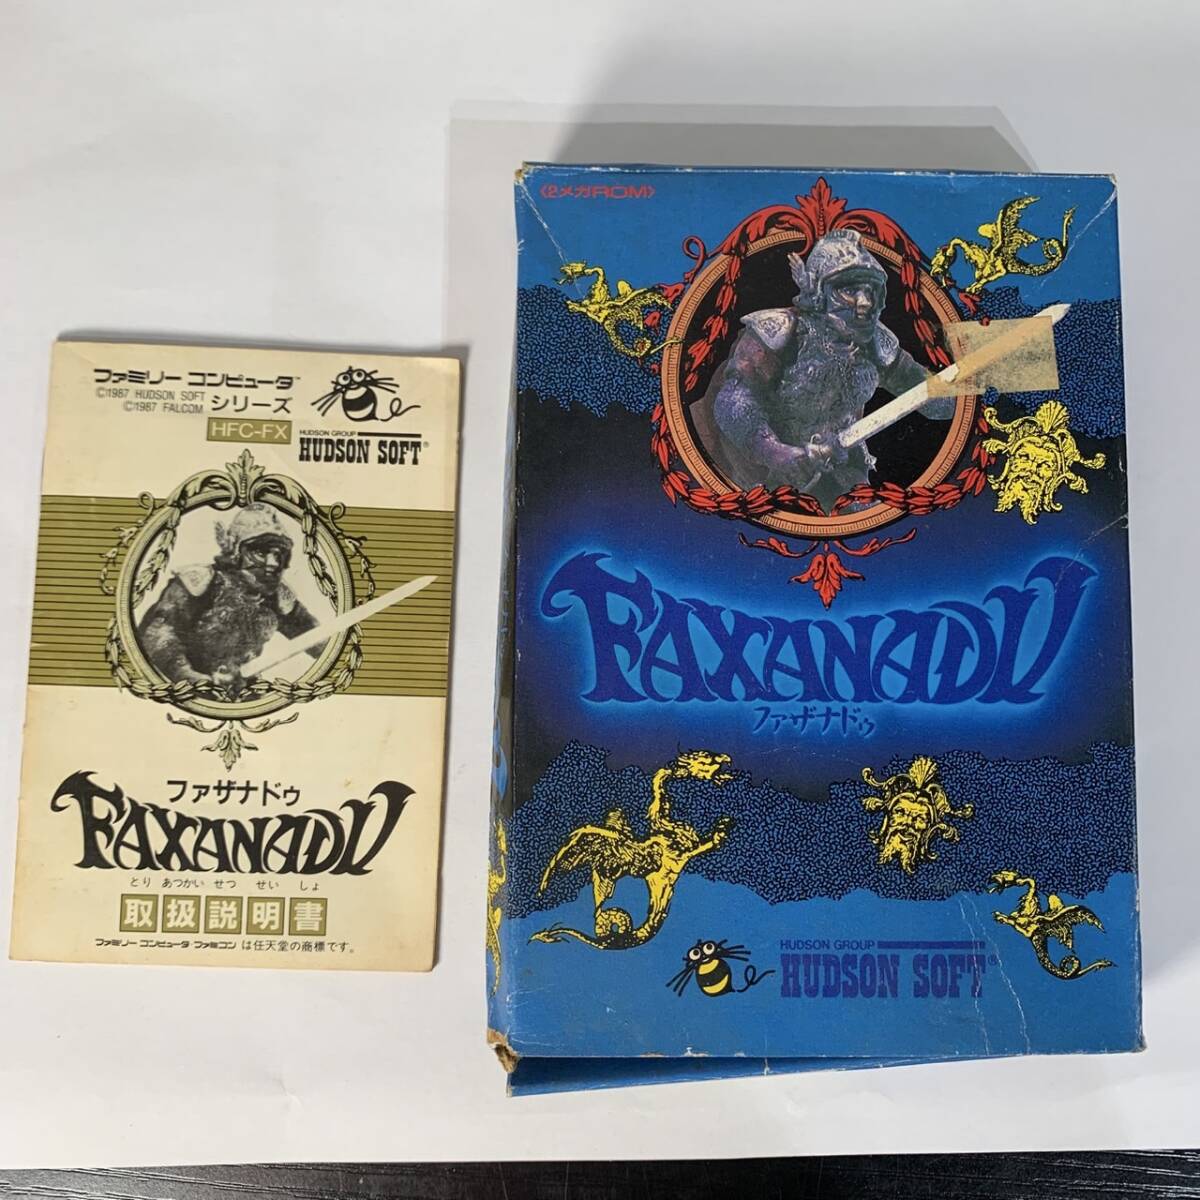 ファミリー コンピュータ™
©1987 HUDSON SOFT
©1987 FALCOM
シリーズ
HFC-FX
HUDSON GROUP
HUDSON SOFT®
ファザナドゥ
FAXANADU
とり あつかい せつ せい しょ
取扱説明書
ファミリー コンピュータ・ファミコン は任天堂の商標です。
〈2メガROM〉
FAXANADU
ファザナドゥ
HUDSON GROUP
HUDSON SOFT®